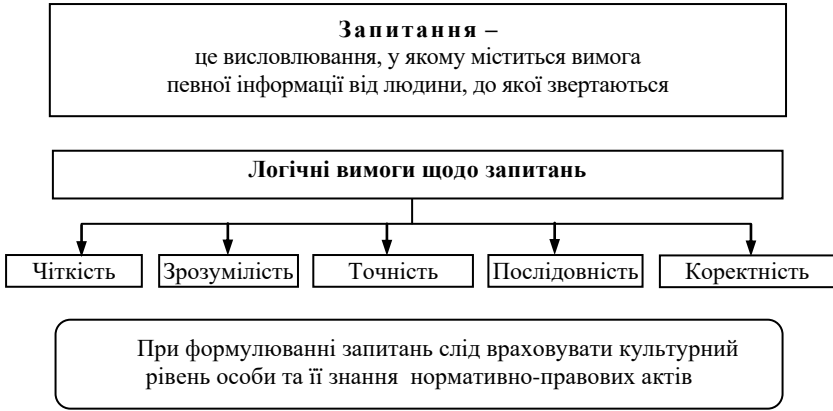 Запитання –
це висловлювання, у якому міститься вимога
певної інформації від людини, до якої звертаються
Логічні вимоги щодо запитань
Чіткість
Зрозумілість
Точність
Послідовність
Коректність
При формулюванні запитань слід враховувати культурний
рівень особи та її знання нормативно-правових актів